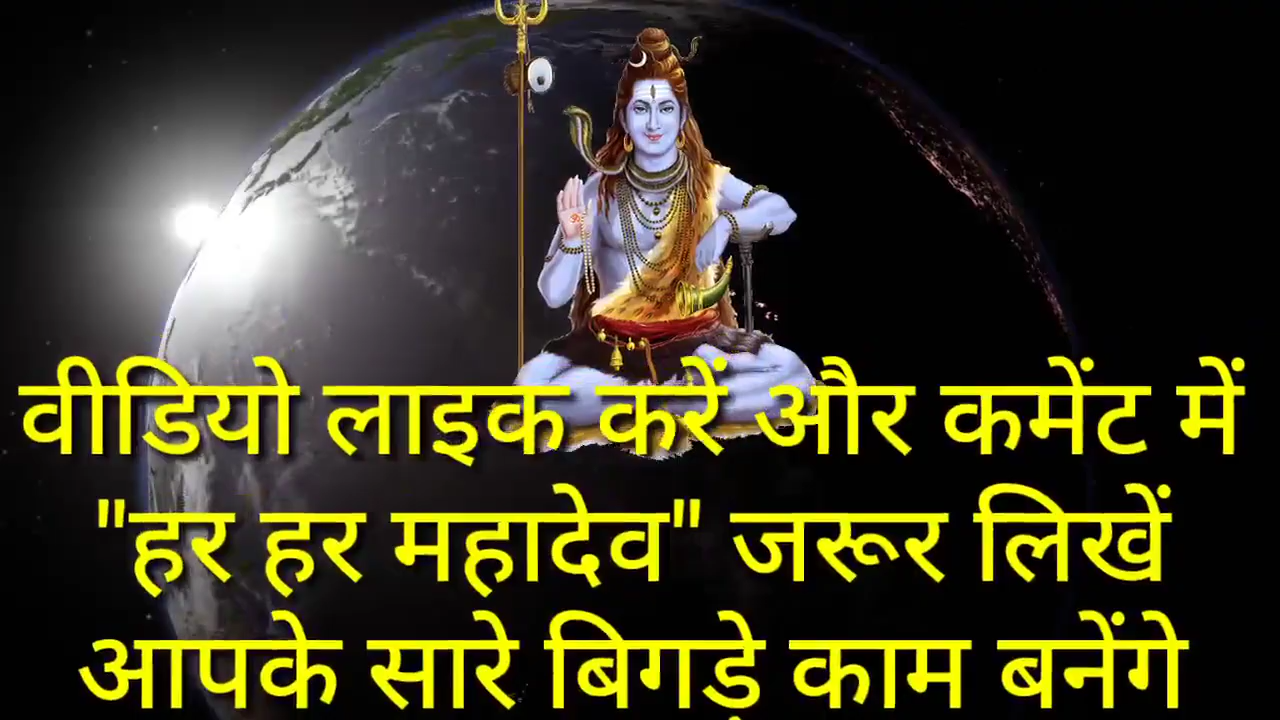 वीडियो लाइक करें और कमेंट में
"हर हर महादेव" जरूर लिखें
आपके सारे बिगड़े काम बनेंगे